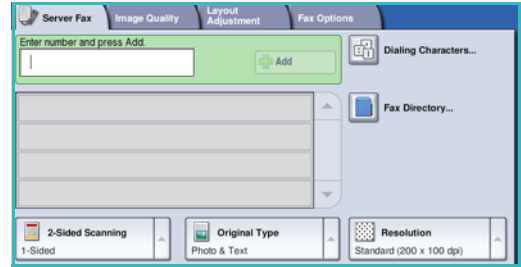 Server Fax
Image Quality
Layout
Adjustment
Fax Options
Enter number and press Add.
Add
Dialing Characters...
Fax Directory...
2-Sided Scanning
1-Sided
Original Type
Photo & Text
Resolution
Standard (200 x 100 dpi)